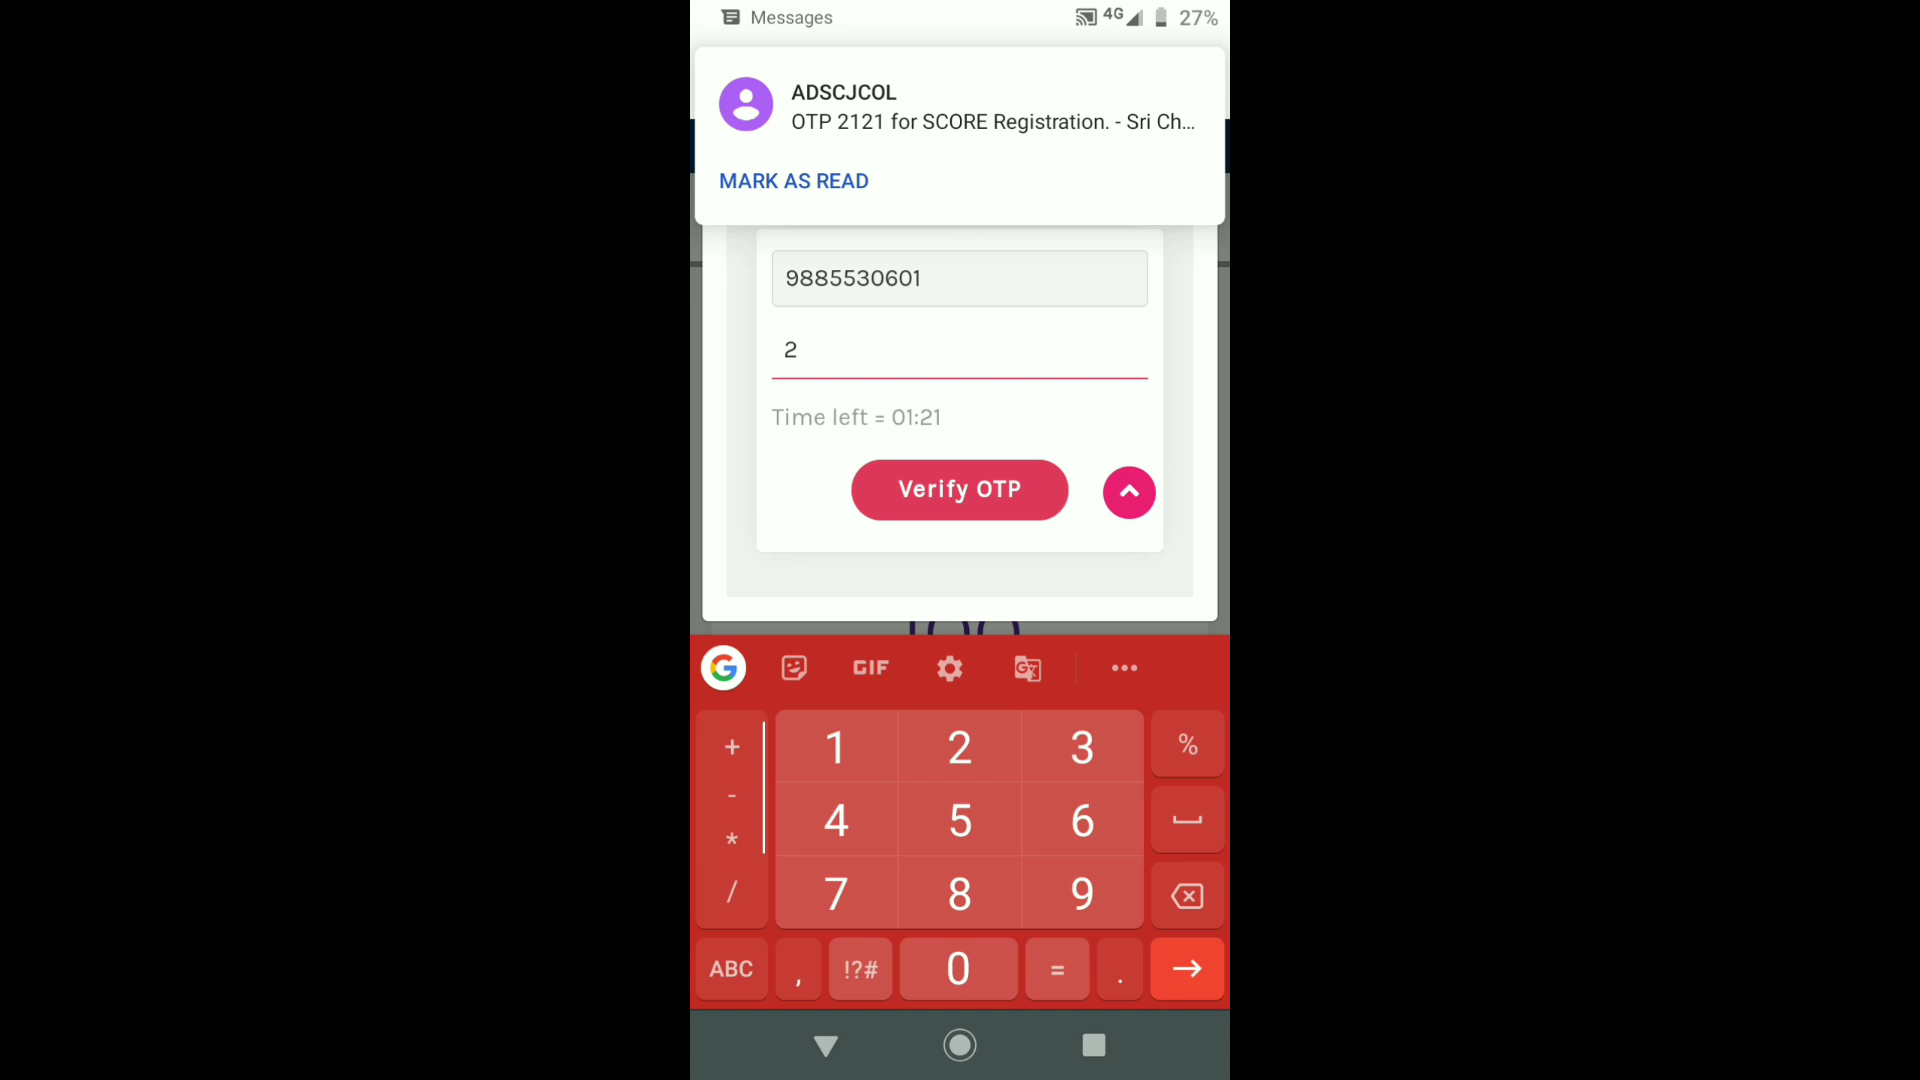 Messages 4G 27%
ADSCJCOL
OTP 2121 for SCORE Registration. - Sri Ch...
MARK AS READ
9885530601
2
Time left = 01:21
Verify OTP
G GIF G ...
+ 1 2 3 %
-
4 5 6
*
/ 7 8 9
ABC , !?# 0 = . →